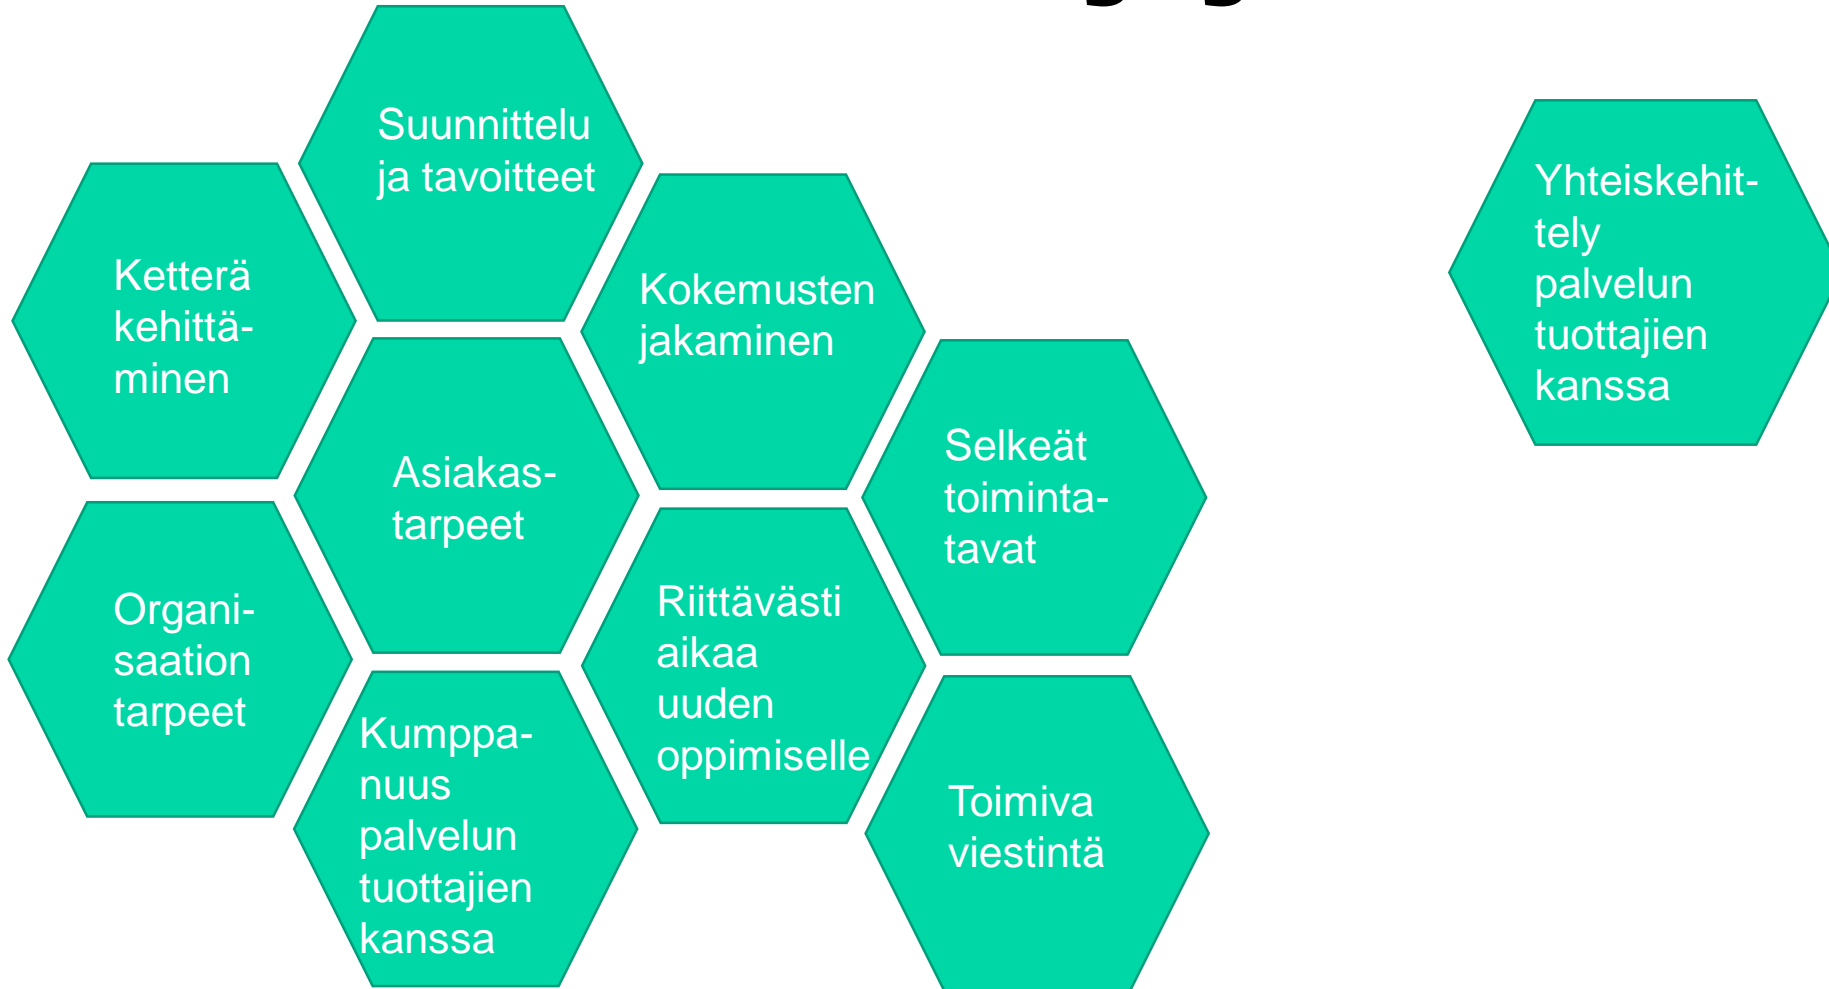 Suunnittelu
ja tavoitteet
Ketterä
kehittä-
minen
Kokemusten
jakaminen
Yhteiskehit-
tely
palvelun
tuottajien
kanssa
Asiakas-
tarpeet
Selkeät
toiminta-
tavat
Organi-
saation
tarpeet
Riittävästi
aikaa
uuden
oppimiselle
Kumppa-
nuus
palvelun
tuottajien
kanssa
Toimiva
viestintä